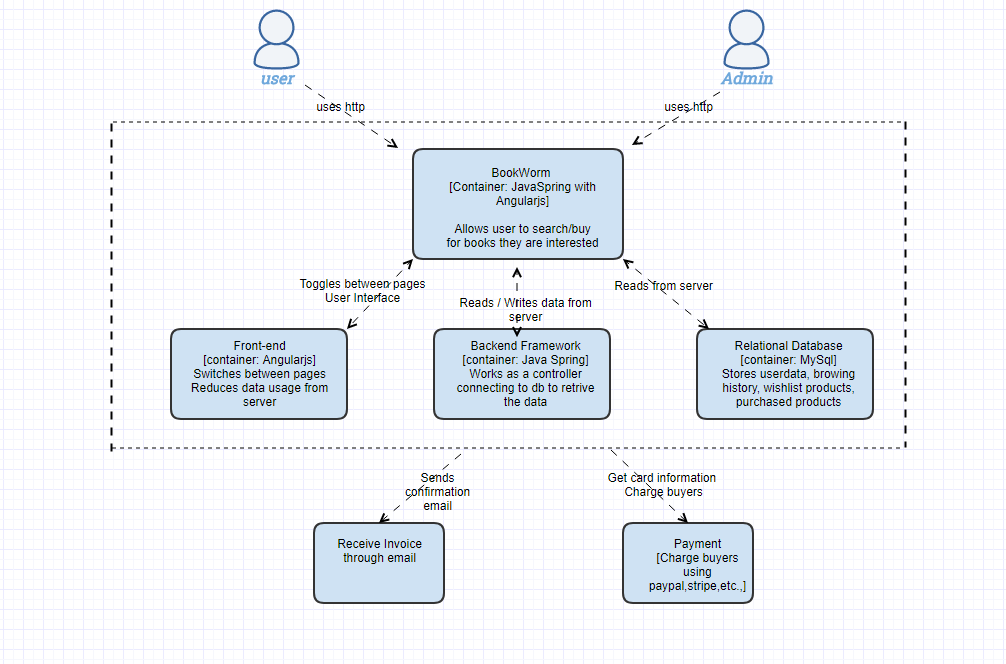 user
Admin
uses http
uses http
BookWorm
[Container: JavaSpring with
Angularjs]
Allows user to search/buy
for books they are interested
Toggles between pages
User Interface
Reads / Writes data from
server
Reads from server
Front-end
[container: Angularjs]
Switches between pages
Reduces data usage from
server
Backend Framework
[container: Java Spring]
Works as a controller
connecting to db to retrive
the data
Relational Database
[container: MySql]
Stores userdata, browing
history, wishlist products,
purchased products
Sends
confirmation
email
Get card information
Charge buyers
Receive Invoice
through email
Payment
[Charge buyers
using
paypal,stripe,etc.,]